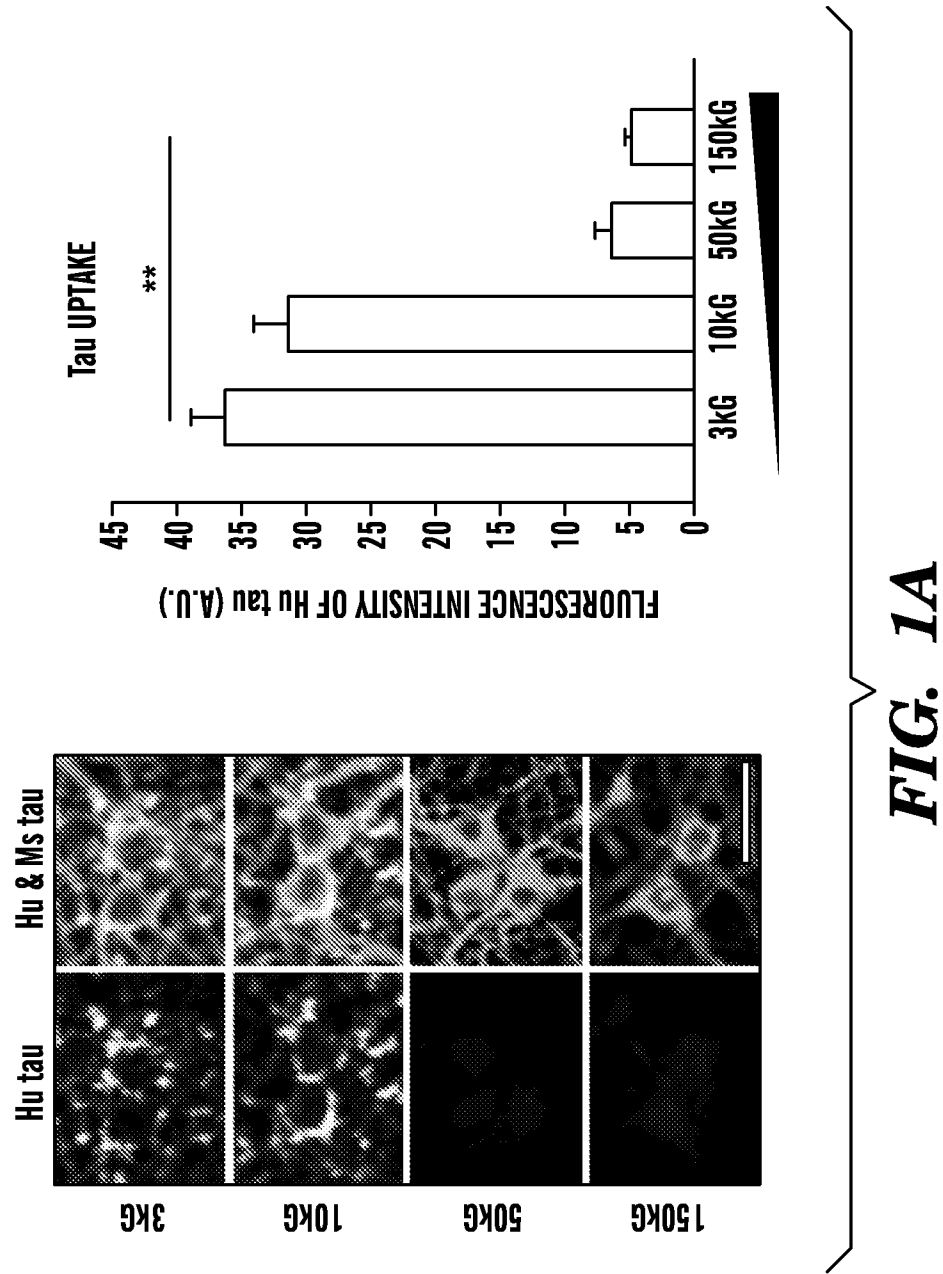 Hu tau
Hu & Ms tau
3kG
10kG
50kG
150kG
Tau UPTAKE
**
FLUORESCENCE INTENSITY OF Hu tau (A.U.)
45
40
35
30
25
20
15
10
5
0
3kG
10kG
50kG
150kG
FIG. 1A